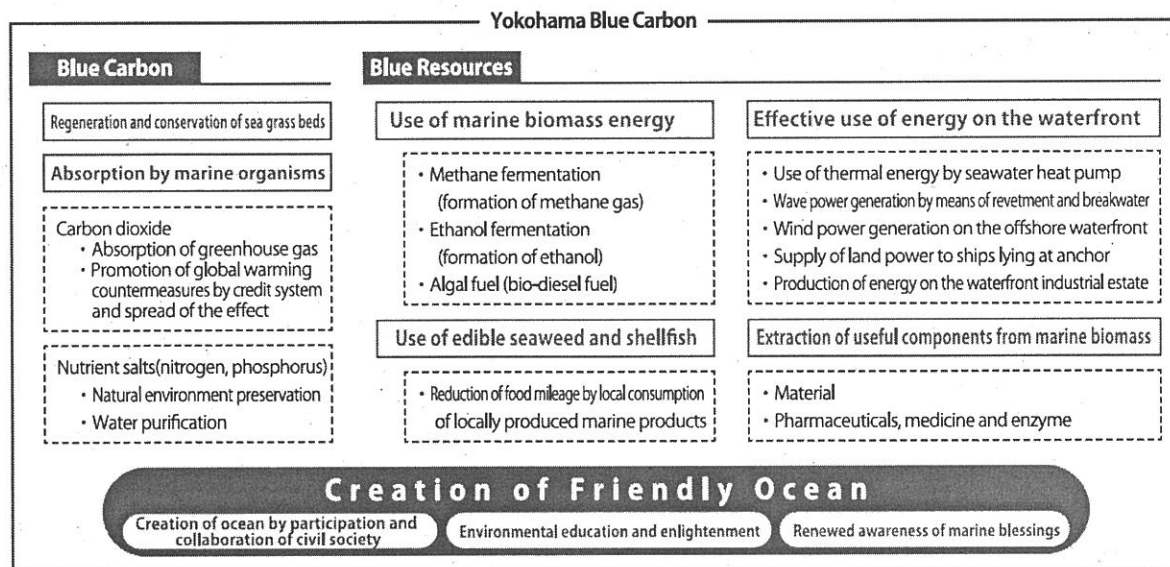 Yokohama Blue Carbon
Blue Carbon
Regeneration and conservation of sea grass beds
Absorption by marine organisms
Carbon dioxide
・Absorption of greenhouse gas
・Promotion of global warming
countermeasures by credit system
and spread of the effect
Nutrient salts(nitrogen, phosphorus)
・Natural environment preservation
・Water purification
Blue Resources
Use of marine biomass energy
・Methane fermentation
(formation of methane gas)
・Ethanol fermentation
(formation of ethanol)
・Algal fuel (bio-diesel fuel)
Use of edible seaweed and shellfish
・Reduction of food mileage by local consumption
of locally produced marine products
Effective use of energy on the waterfront
・Use of thermal energy by seawater heat pump
・Wave power generation by means of revetment and breakwater
・Wind power generation on the offshore waterfront
・Supply of land power to ships lying at anchor
・Production of energy on the waterfront industrial estate
Extraction of useful components from marine biomass
・Material
・Pharmaceuticals, medicine and enzyme
Creation of Friendly Ocean
Creation of ocean by participation and
collaboration of civil society
Environmental education and enlightenment
Renewed awareness of marine blessings